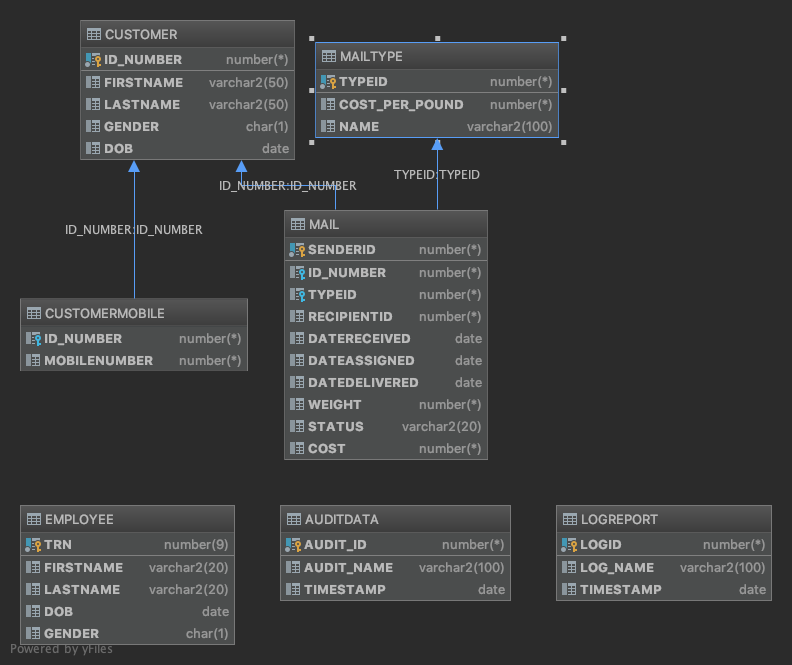 CUSTOMER
ID_NUMBER number(*)
FIRSTNAME varchar2(50)
LASTNAME varchar2(50)
GENDER char(1)
DOB date
MAILTYPE
TYPEID number(*)
COST_PER_POUND number(*)
NAME varchar2(100)
ID_NUMBER:ID_NUMBER
TYPEID:TYPEID
ID_NUMBER:ID_NUMBER
MAIL
SENDERID number(*)
ID_NUMBER number(*)
TYPEID number(*)
RECIPIENTID number(*)
DATERECEIVED date
DATEASSIGNED date
DATEDELIVERED date
WEIGHT number(*)
STATUS varchar2(20)
COST number(*)
CUSTOMERMOBILE
ID_NUMBER number(*)
MOBILENUMBER number(*)
EMPLOYEE
TRN number(9)
FIRSTNAME varchar2(20)
LASTNAME varchar2(20)
DOB date
GENDER char(1)
AUDITDATA
AUDIT_ID number(*)
AUDIT_NAME varchar2(100)
TIMESTAMP date
LOGREPORT
LOGID number(*)
LOG_NAME varchar2(100)
TIMESTAMP date
Powered by yFiles